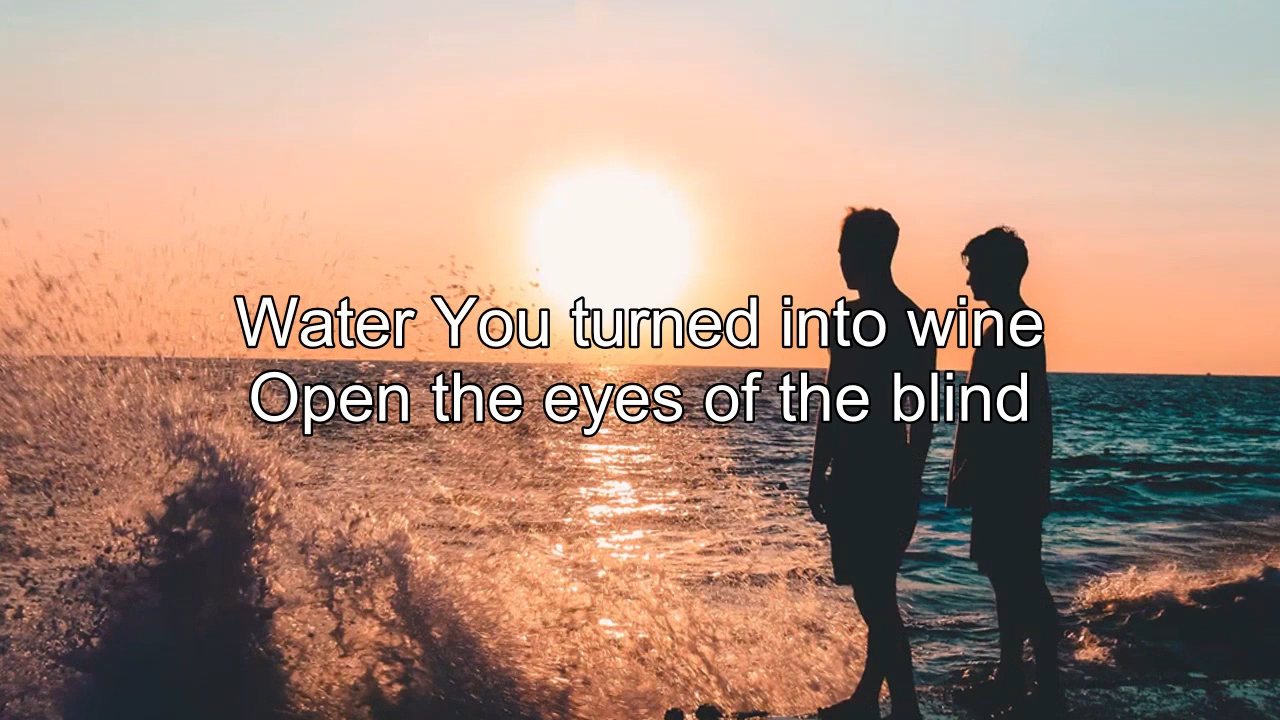 Water You turned into wine
Open the eyes of the blind